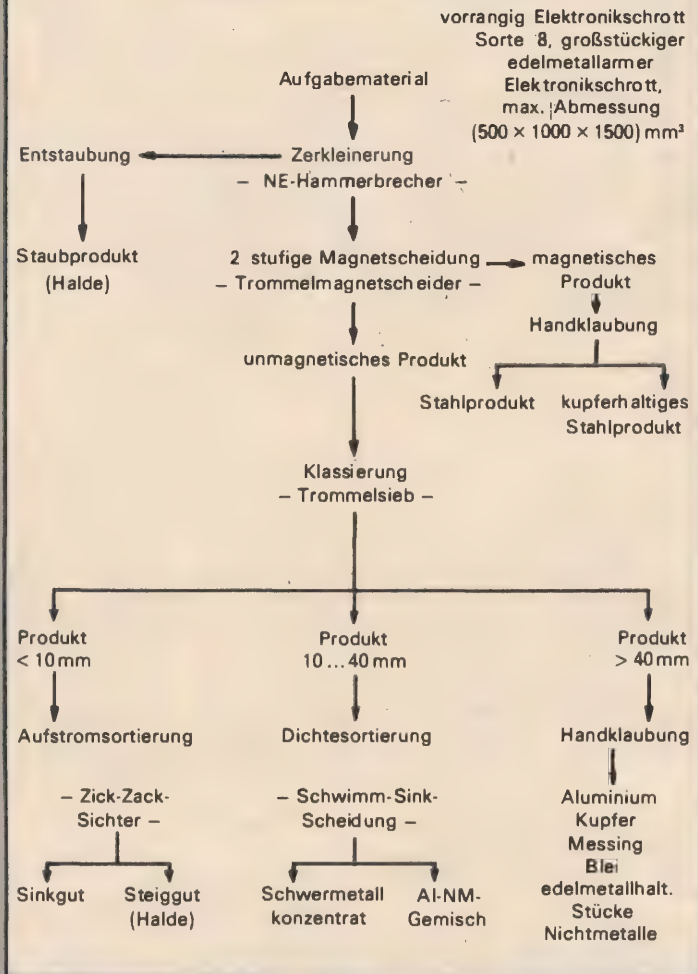 vorrangig Elektronikschrott
Sorte 8, großstückiger
edelmetallarmer
Elektronikschrott,
max. Abmessung
(500 × 1000 × 1500) mm³
Aufgabematerial
Entstaubung
Zerkleinerung
– NE-Hammerbrecher –
Staubprodukt
(Halde)
2 stufige Magnetscheidung
– Trommelmagnetscheider –
magnetisches
Produkt
Handklaubung
unmagnetisches Produkt
Stahlprodukt
kupferhaltiges
Stahlprodukt
Klassierung
– Trommelsieb –
Produkt
< 10 mm
Produkt
10 ... 40 mm
Produkt
> 40 mm
Aufstromsortierung
Dichtesortierung
Handklaubung
– Zick-Zack-
Sichter –
– Schwimm-Sink-
Scheidung –
Aluminium
Kupfer
Messing
Blei
edelmetallhalt.
Stücke
Nichtmetalle
Sinkgut
Steiggut
(Halde)
Schwermetall
konzentrat
Al-NM-
Gemisch